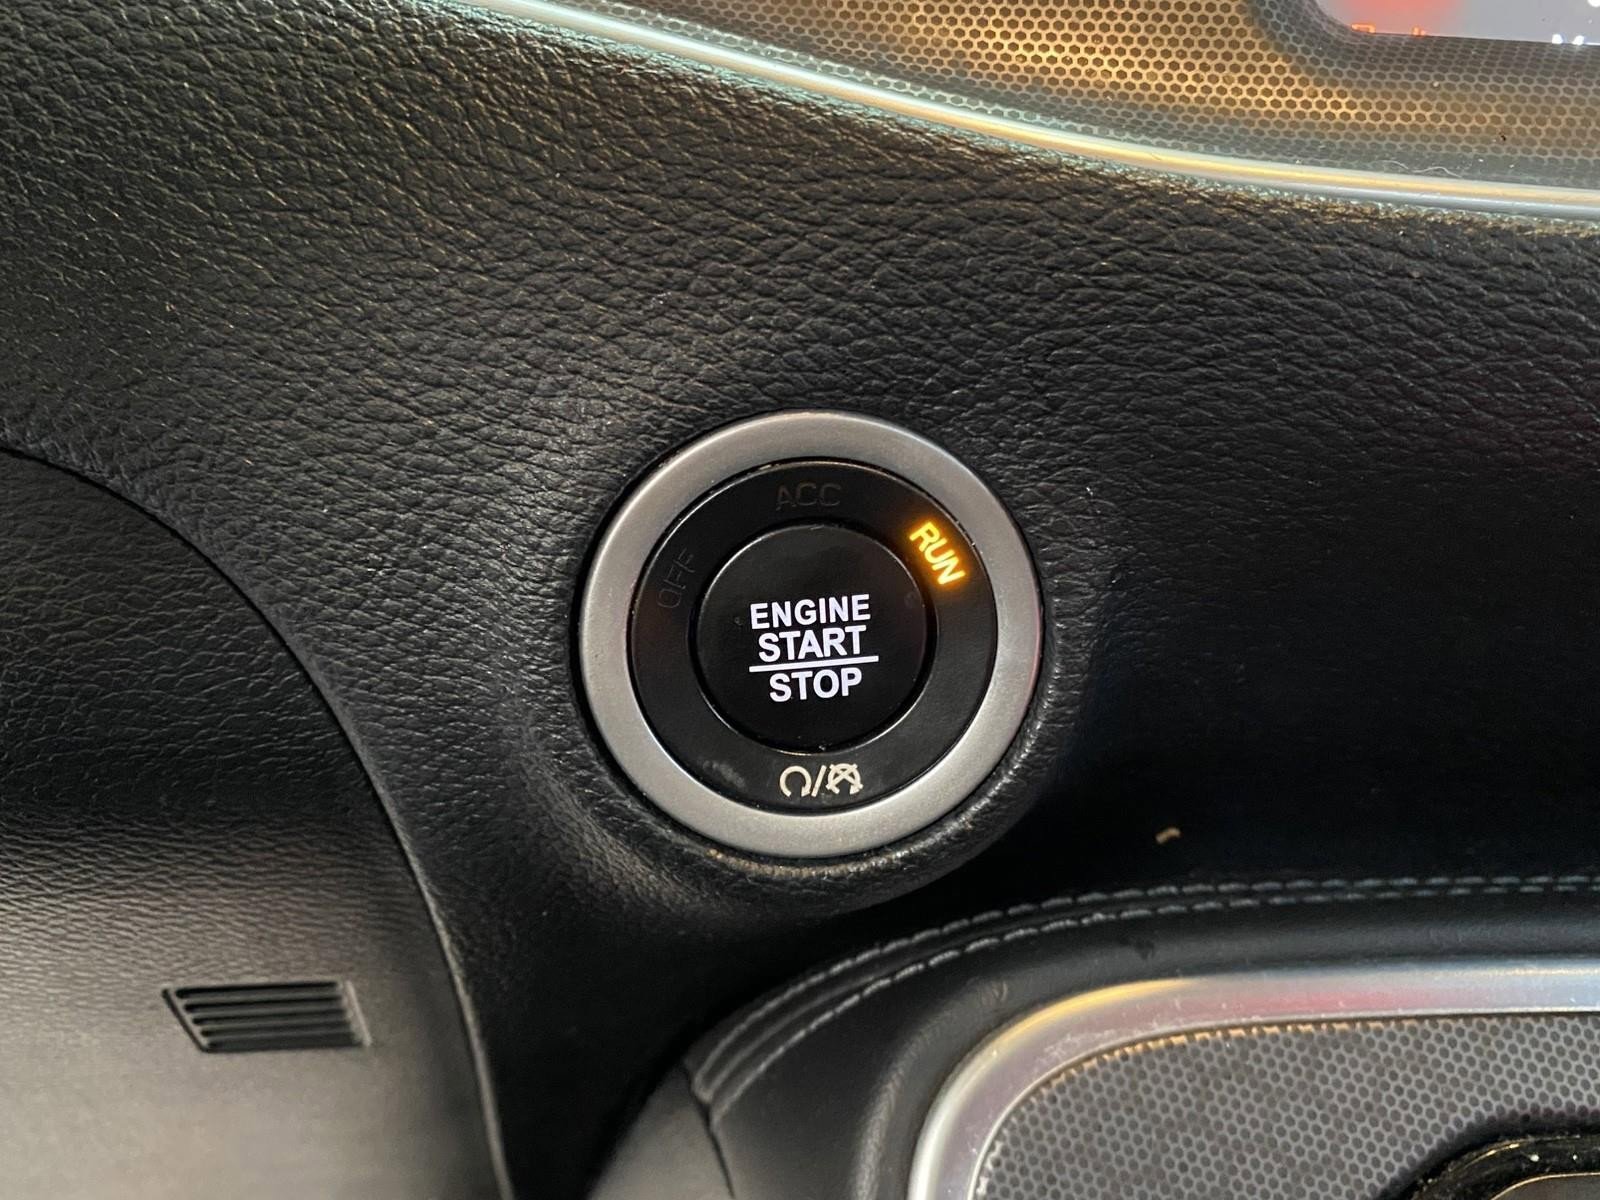 ACC
RUN
OFF
ENGINE
START
STOP